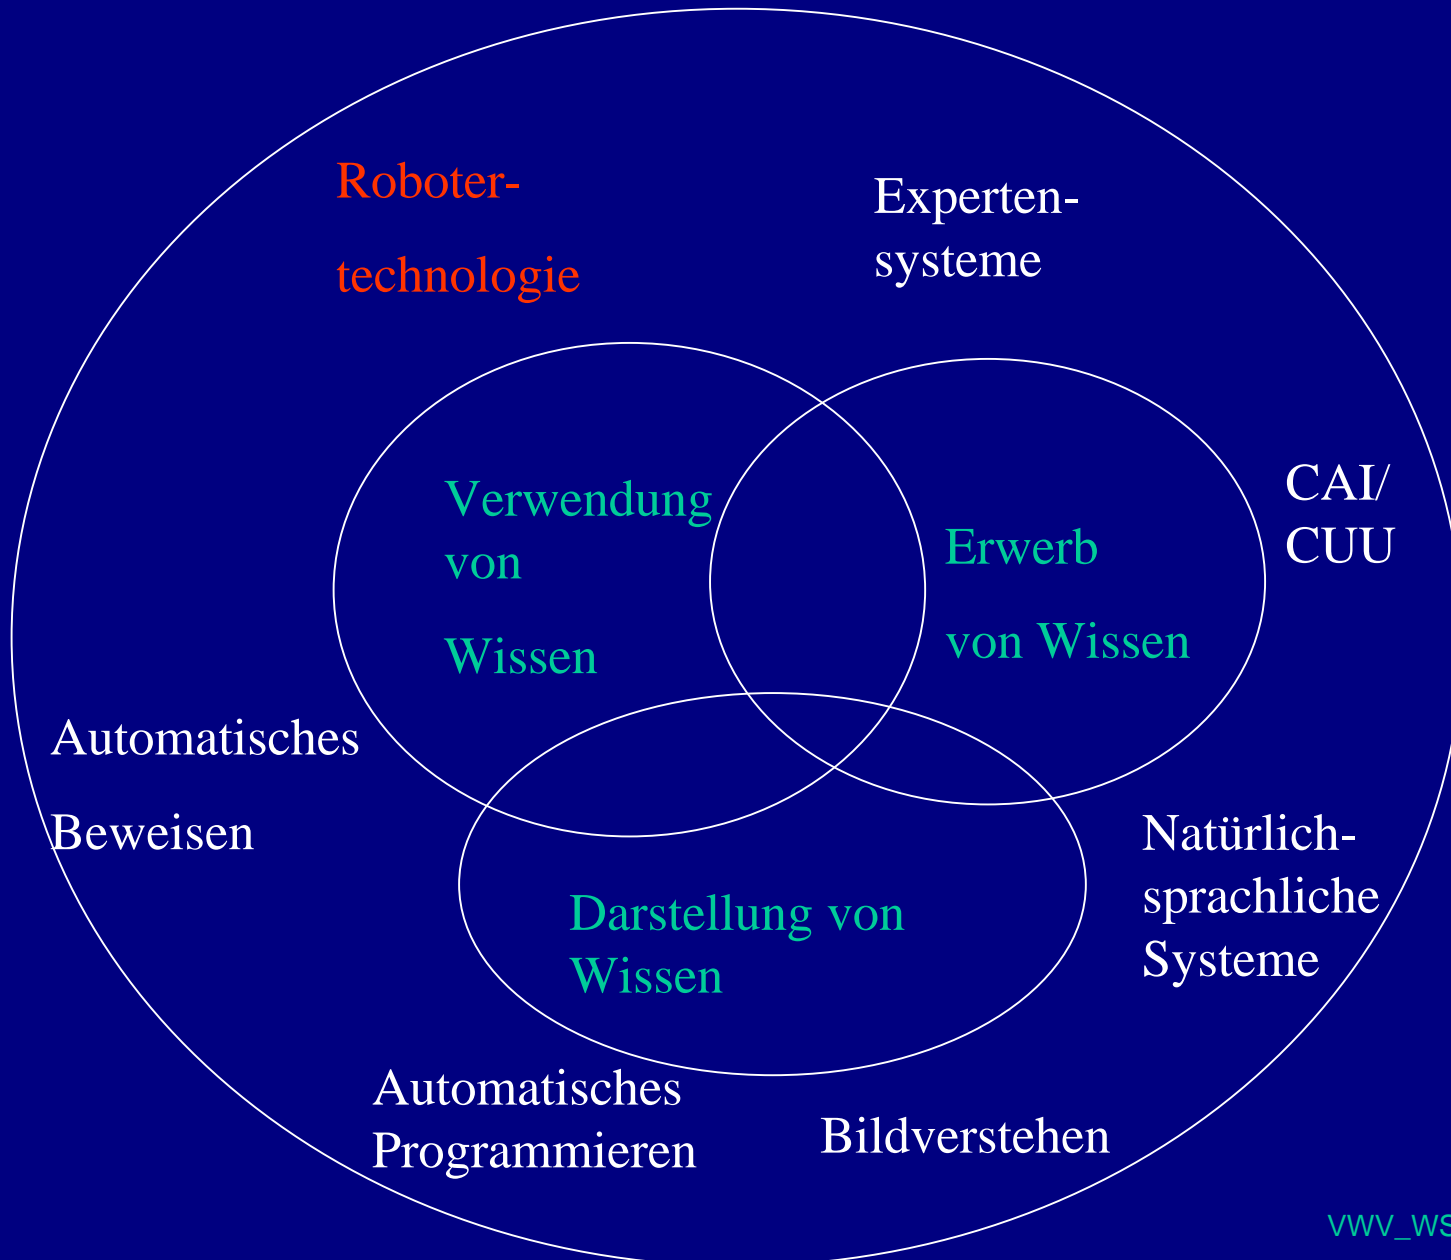 Roboter-
technologie
Experten-
systeme
Verwendung
von
Wissen
Erwerb
von Wissen
CAI/
CUU
Automatisches
Beweisen
Darstellung von
Wissen
Natürlich-
sprachliche
Systeme
Automatisches
Programmieren
Bildverstehen
VWV_WS